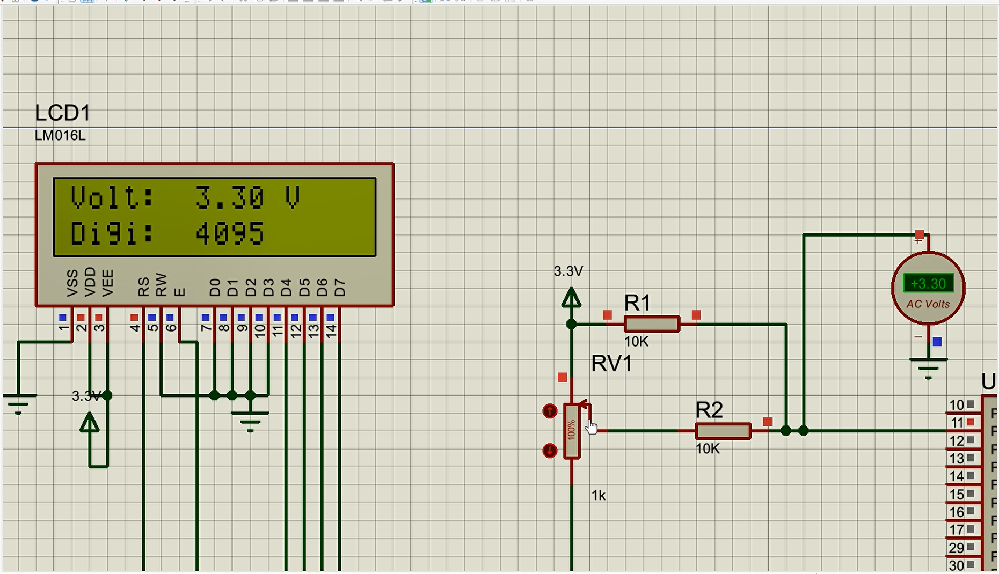 LCD1
LM016L
Volt: 3.30 V
Digi: 4095
VSS VDD VEE RS RW E D0 D1 D2 D3 D4 D5 D6 D7
1 2 3 4 5 6 7 8 9 10 11 12 13 14
3.3V
3.3V
R1
10K
RV1
100%
1k
R2
10K
+
+3.30
AC Volts
−
U
10
11
12
13
14
15
16
17
29
30